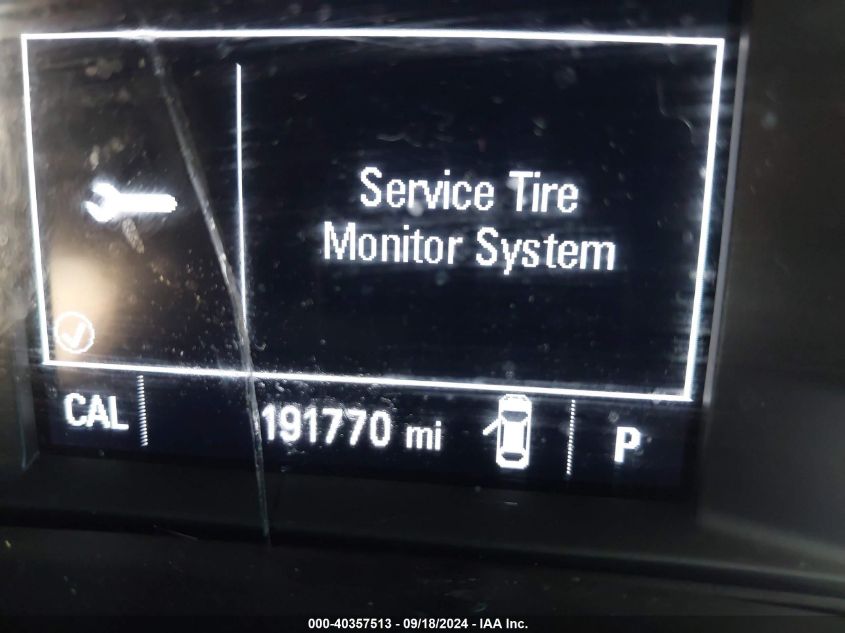 Service Tire
Monitor System
CAL 191770 mi P
000-40357513 - 09/18/2024 - IAA Inc.